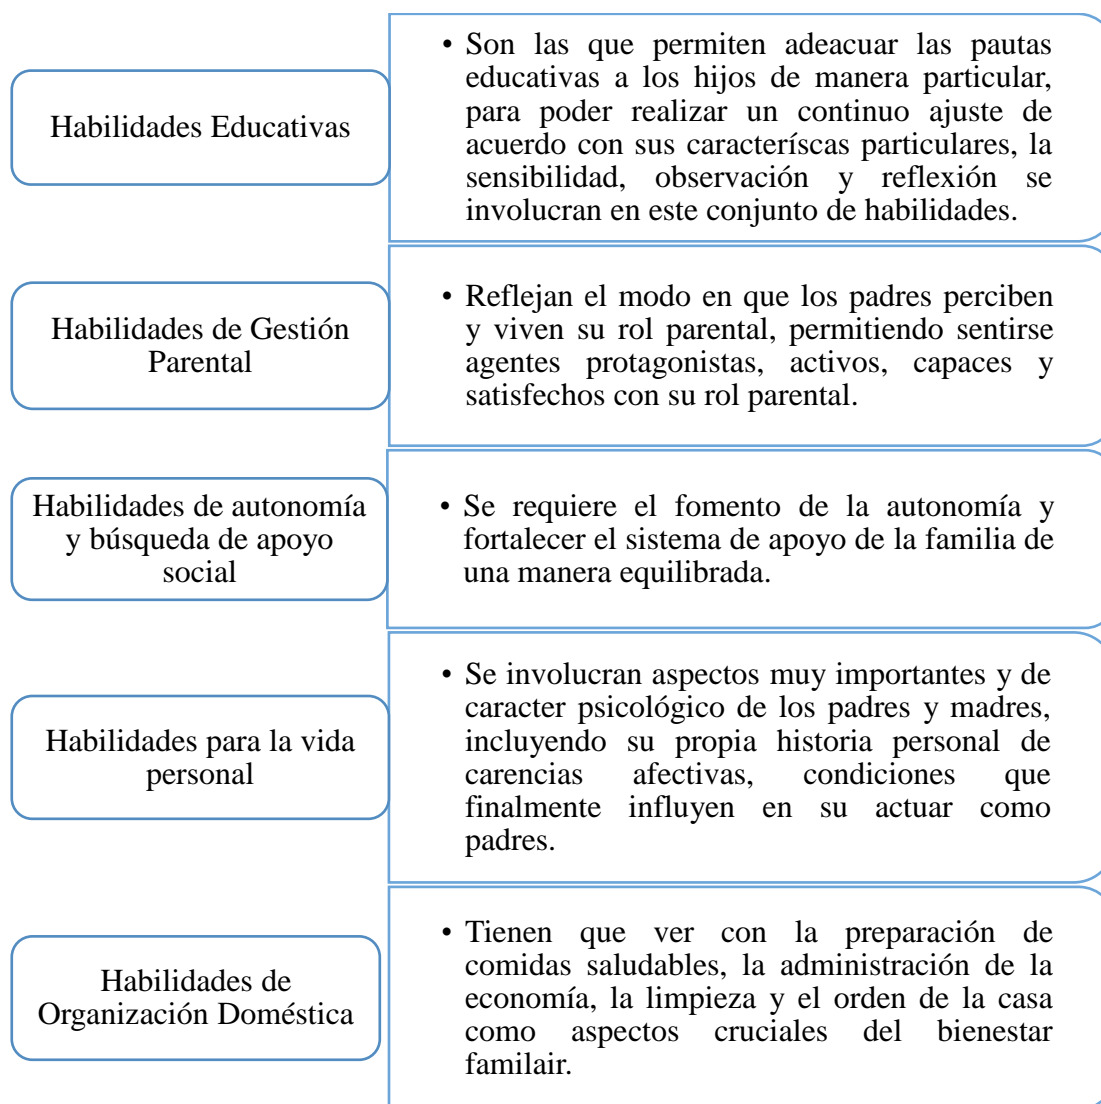 Habilidades Educativas
• Son las que permiten adeacuar las pautas
educativas a los hijos de manera particular,
para poder realizar un continuo ajuste de
acuerdo con sus caracteríscas particulares, la
sensibilidad, observación y reflexión se
involucran en este conjunto de habilidades.
Habilidades de Gestión
Parental
• Reflejan el modo en que los padres perciben
y viven su rol parental, permitiendo sentirse
agentes protagonistas, activos, capaces y
satisfechos con su rol parental.
Habilidades de autonomía
y búsqueda de apoyo
social
• Se requiere el fomento de la autonomía y
fortalecer el sistema de apoyo de la familia de
una manera equilibrada.
Habilidades para la vida
personal
• Se involucran aspectos muy importantes y de
caracter psicológico de los padres y madres,
incluyendo su propia historia personal de
carencias afectivas, condiciones que
finalmente influyen en su actuar como
padres.
Habilidades de
Organización Doméstica
• Tienen que ver con la preparación de
comidas saludables, la administración de la
economía, la limpieza y el orden de la casa
como aspectos cruciales del bienestar
familair.